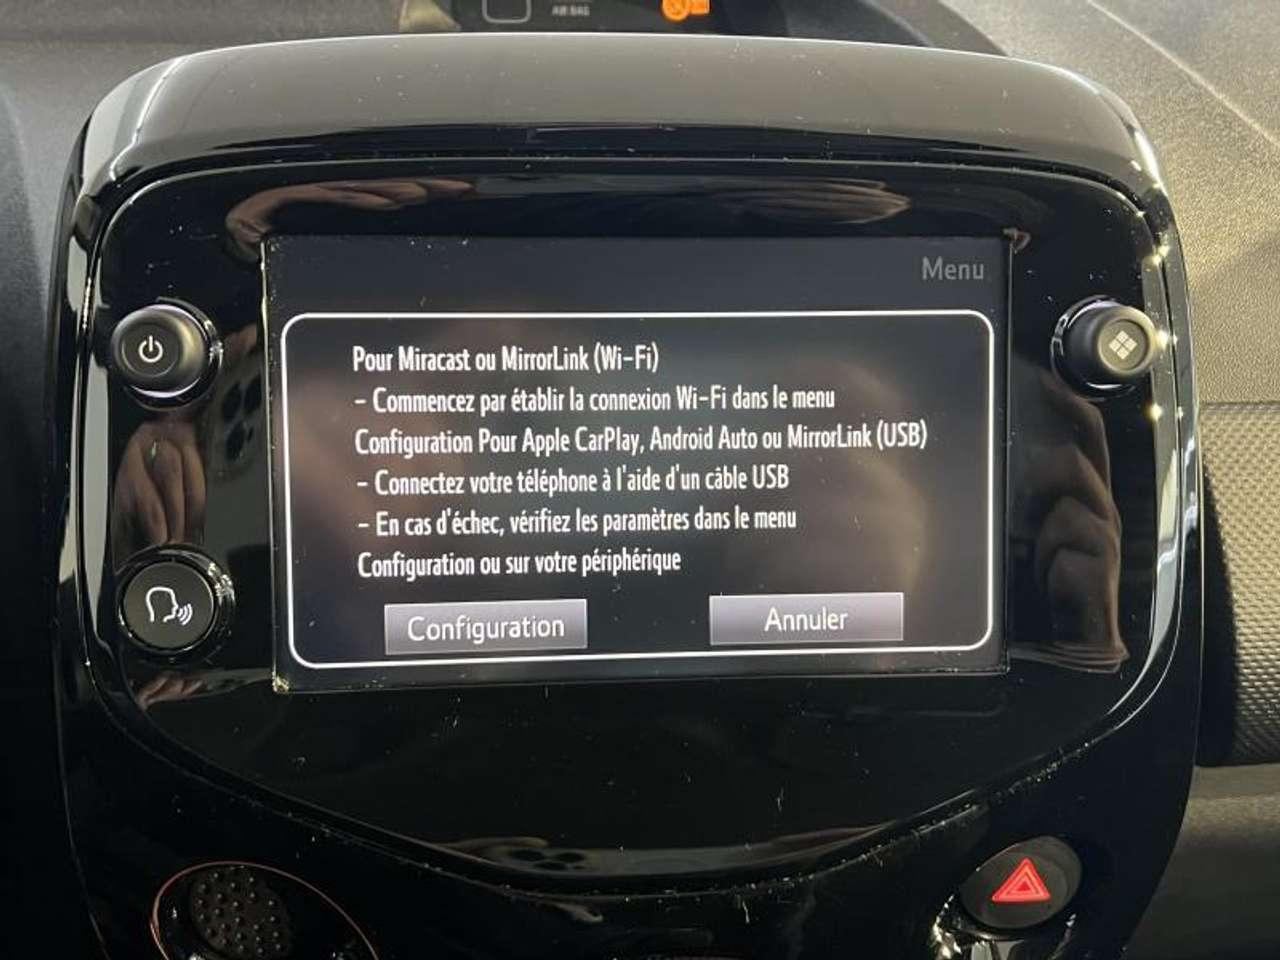 AIR BAG
Menu
Pour Miracast ou MirrorLink (Wi-Fi)
- Commencez par établir la connexion Wi-Fi dans le menu
Configuration Pour Apple CarPlay, Android Auto ou MirrorLink (USB)
- Connectez votre téléphone à l'aide d'un câble USB
- En cas d'échec, vérifiez les paramètres dans le menu
Configuration ou sur votre périphérique
Configuration
Annuler